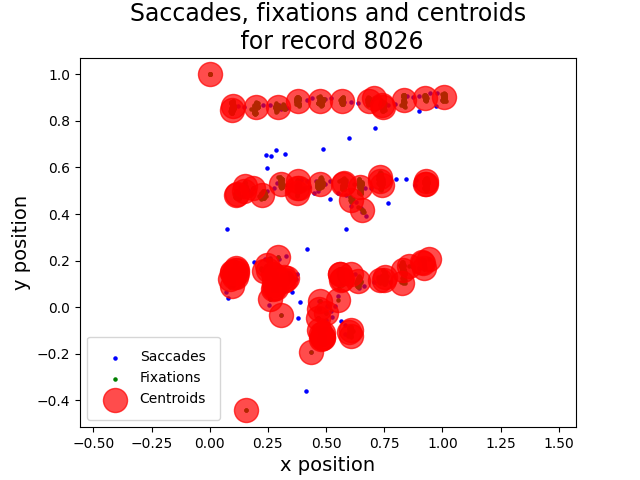 Saccades, fixations and centroids
for record 8026
y position
1.0
0.8
0.6
0.4
0.2
0.0
−0.2
−0.4
Saccades
Fixations
Centroids
−0.50
−0.25
0.00
0.25
0.50
0.75
1.00
1.25
1.50
x position